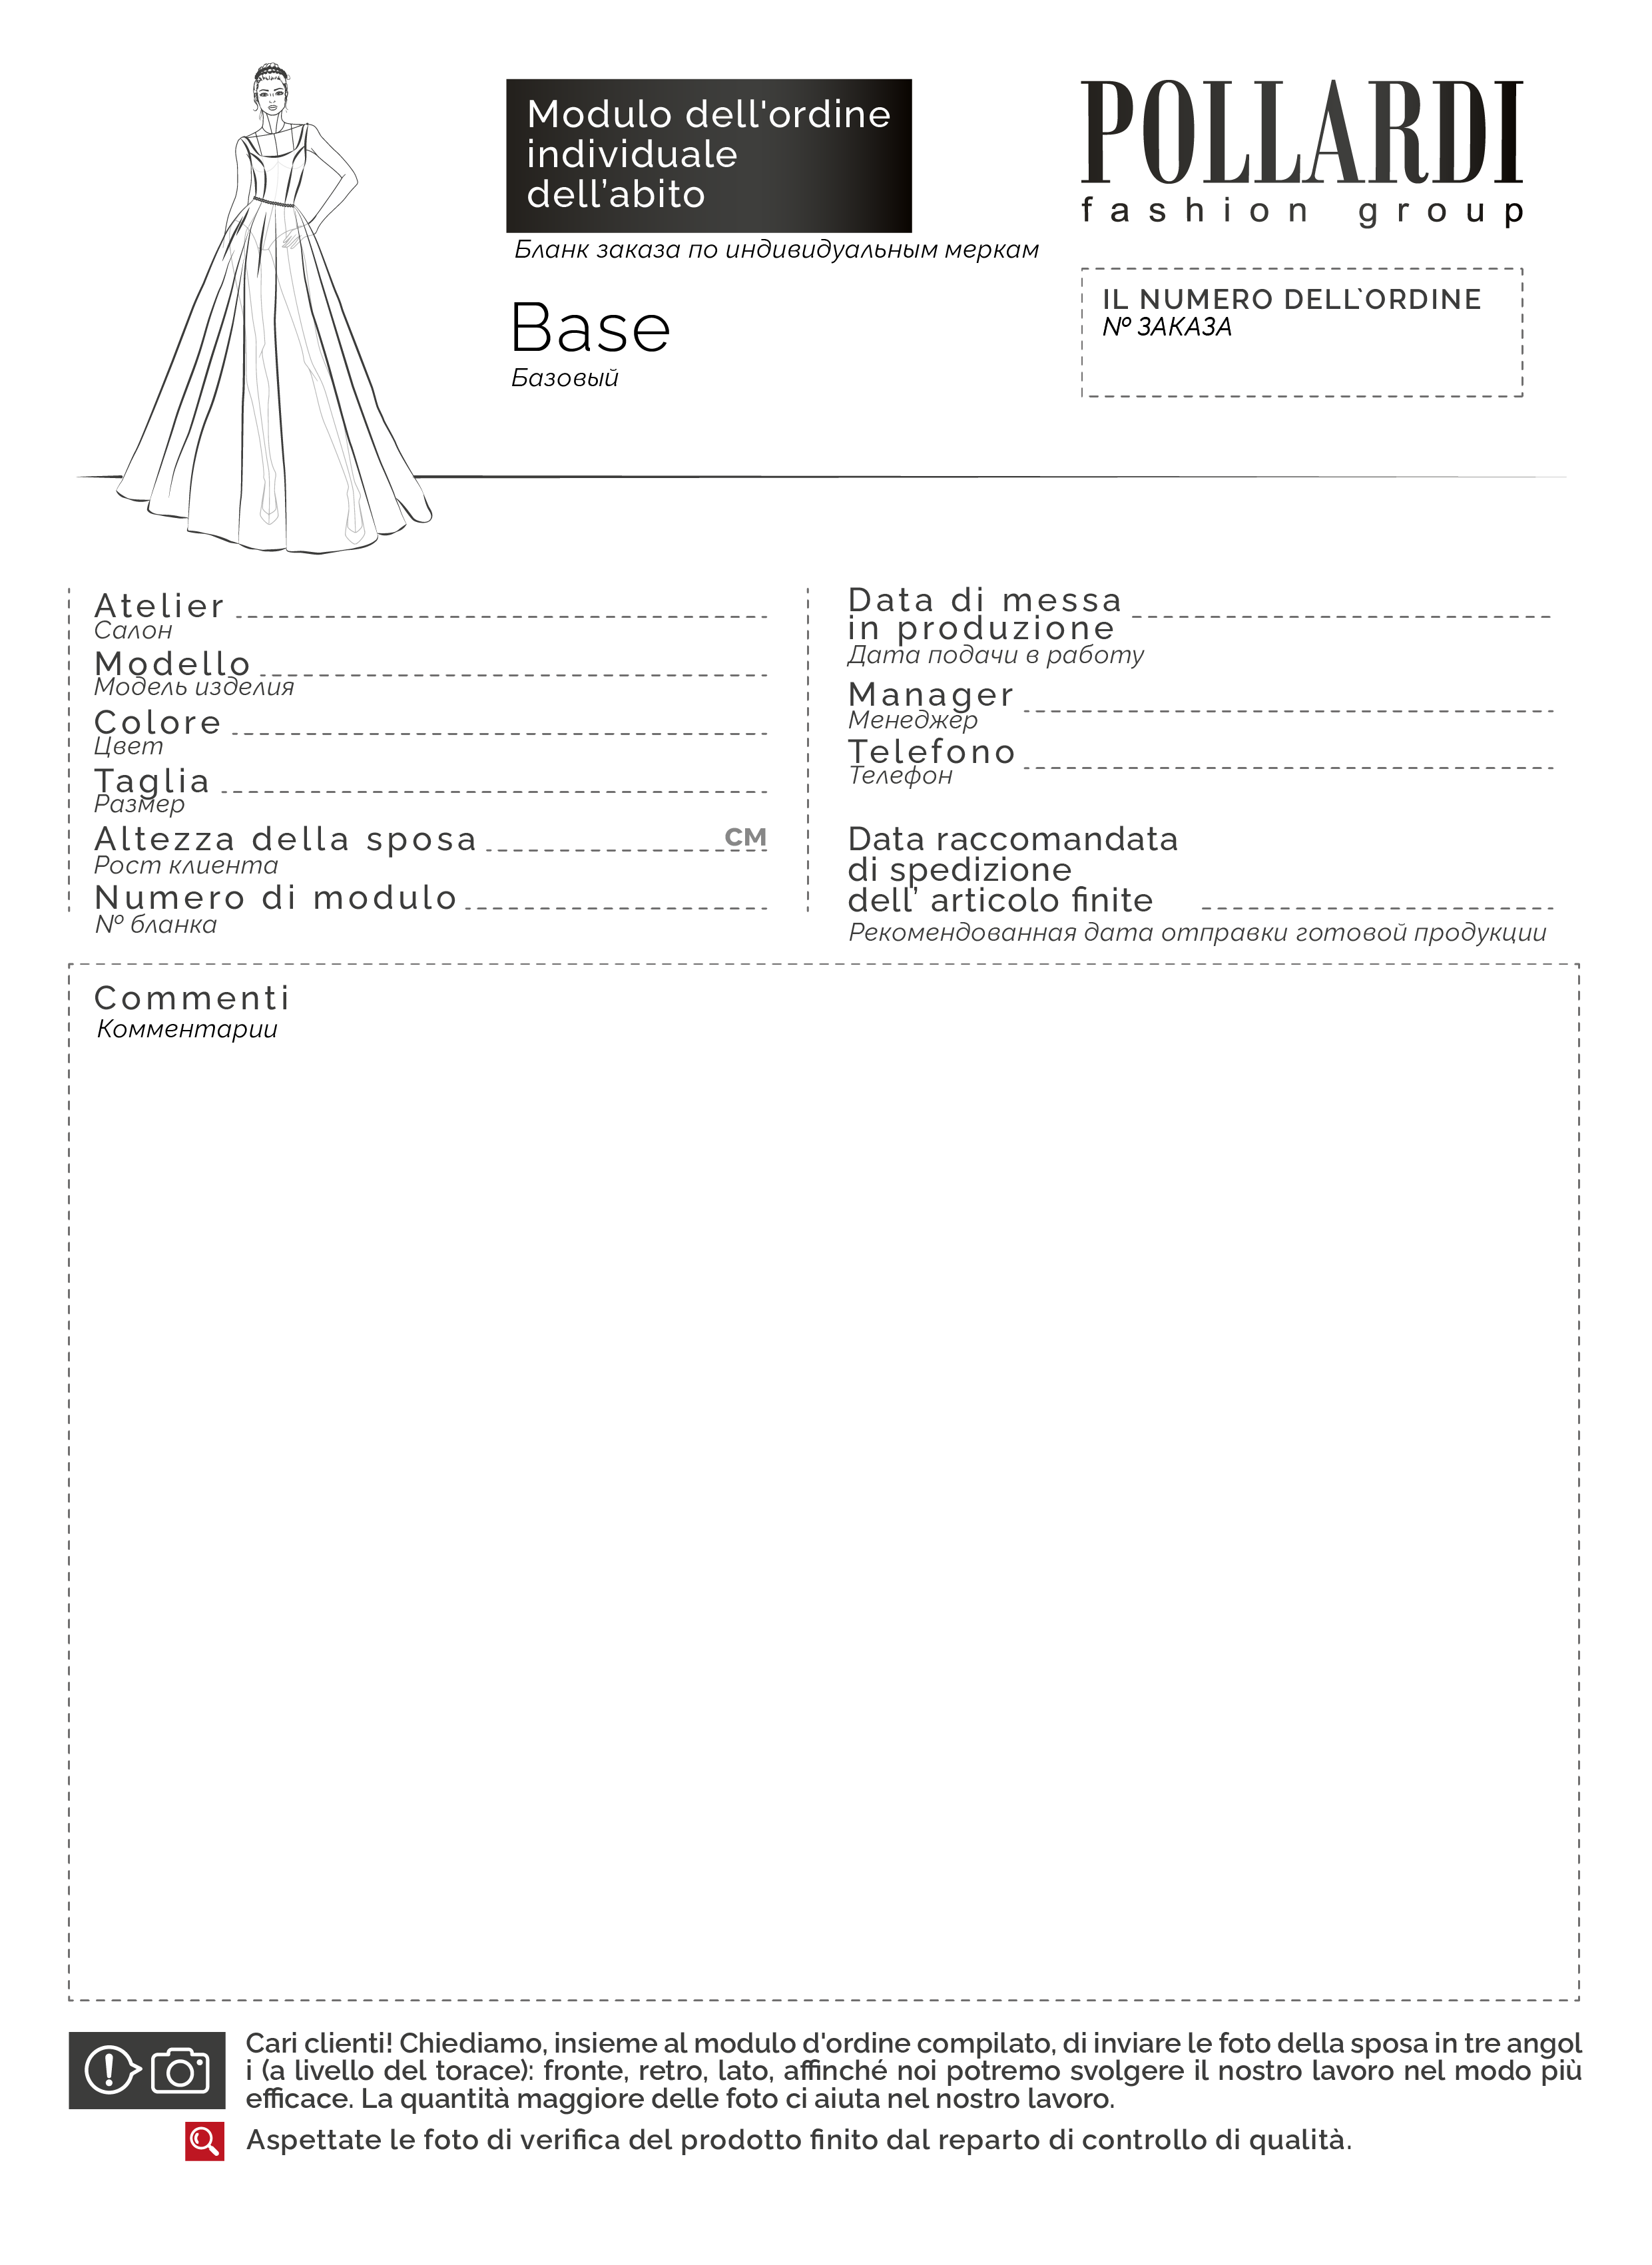 Modulo dell'ordine
individuale
dell’abito
Бланк заказа по индивидуальным меркам
Base
Базовый
POLLARDI
fashion group
IL NUMERO DELL`ORDINE
№ ЗАКАЗА
Atelier
Салон
Modello
Модель изделия
Colore
Цвет
Taglia
Размер
Altezza della sposa CM
Рост клиента
Numero di modulo
№ бланка
Data di messa
in produzione
Дата подачи в работу
Manager
Менеджер
Telefono
Телефон
Data raccomandata
di spedizione
dell’ articolo finite
Рекомендованная дата отправки готовой продукции
Commenti
Комментарии
Cari clienti! Chiediamo, insieme al modulo d'ordine compilato, di inviare le foto della sposa in tre angol
i (a livello del torace): fronte, retro, lato, affinché noi potremo svolgere il nostro lavoro nel modo più
efficace. La quantità maggiore delle foto ci aiuta nel nostro lavoro.
Aspettate le foto di verifica del prodotto finito dal reparto di controllo di qualità.